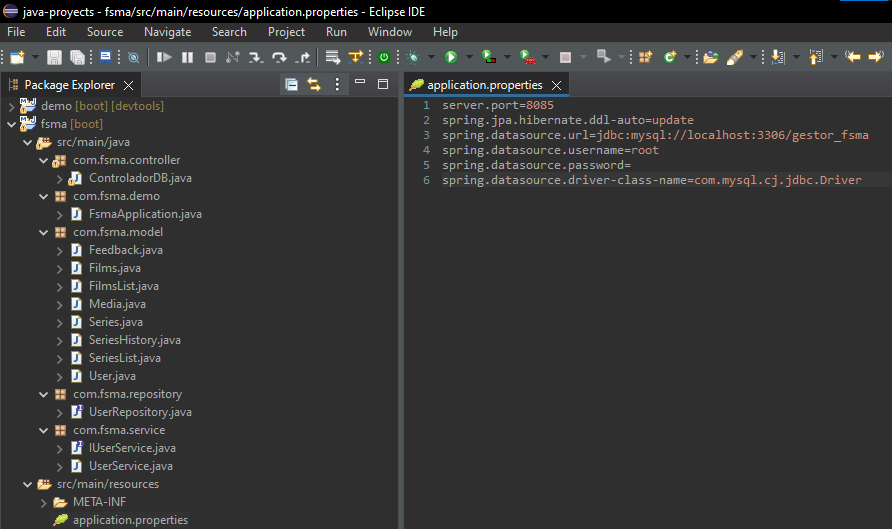 java-proyects - fsma/src/main/resources/application.properties - Eclipse IDE
File Edit Source Navigate Search Project Run Window Help
Package Explorer
demo [boot] [devtools]
fsma [boot]
src/main/java
com.fsma.controller
ControladorDB.java
com.fsma.demo
FsmaApplication.java
com.fsma.model
Feedback.java
Films.java
FilmsList.java
Media.java
Series.java
SeriesHistory.java
SeriesList.java
User.java
com.fsma.repository
UserRepository.java
com.fsma.service
IUserService.java
UserService.java
src/main/resources
META-INF
application.properties
application.properties
1 server.port=8085
2 spring.jpa.hibernate.ddl-auto=update
3 spring.datasource.url=jdbc:mysql://localhost:3306/gestor_fsma
4 spring.datasource.username=root
5 spring.datasource.password=
6 spring.datasource.driver-class-name=com.mysql.cj.jdbc.Driver